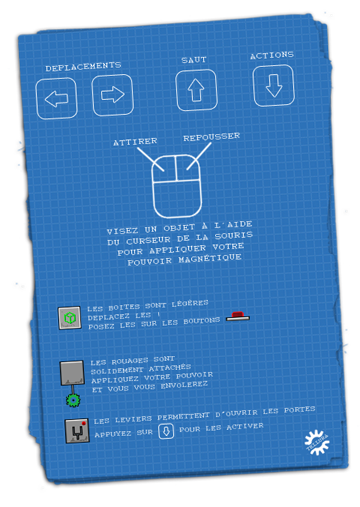 DEPLACEMENTS
SAUT
ACTIONS
ATTIRER
REPOUSSER
VISEZ UN OBJET À L'AIDE
DU CURSEUR DE LA SOURIS
POUR APPLIQUER VOTRE
POUVOIR MAGNÉTIQUE
LES BOITES SONT LÉGÈRES
DEPLACEZ LES !
POSEZ LES SUR LES BOUTONS
LES ROUAGES SONT
SOLIDEMENT ATTACHÉS
APPLIQUEZ VOTRE POUVOIR
ET VOUS VOUS ENVOLEREZ
LES LEVIERS PERMETTENT D'OUVRIR LES PORTES
APPUYEZ SUR POUR LES ACTIVER